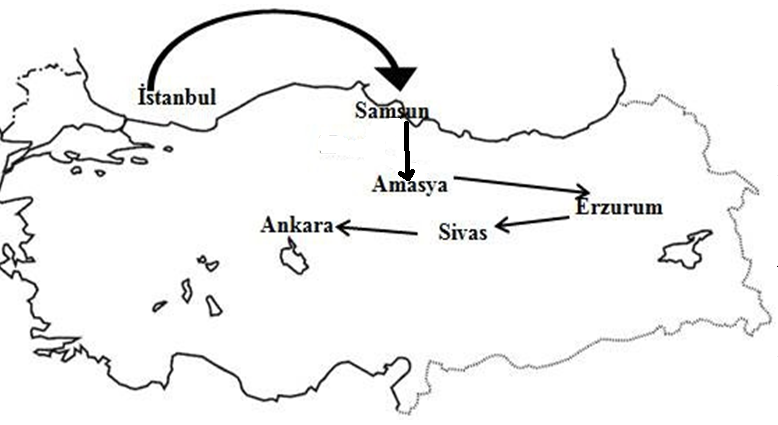 İstanbul
Samsun
Amasya
Erzurum
Sivas
Ankara